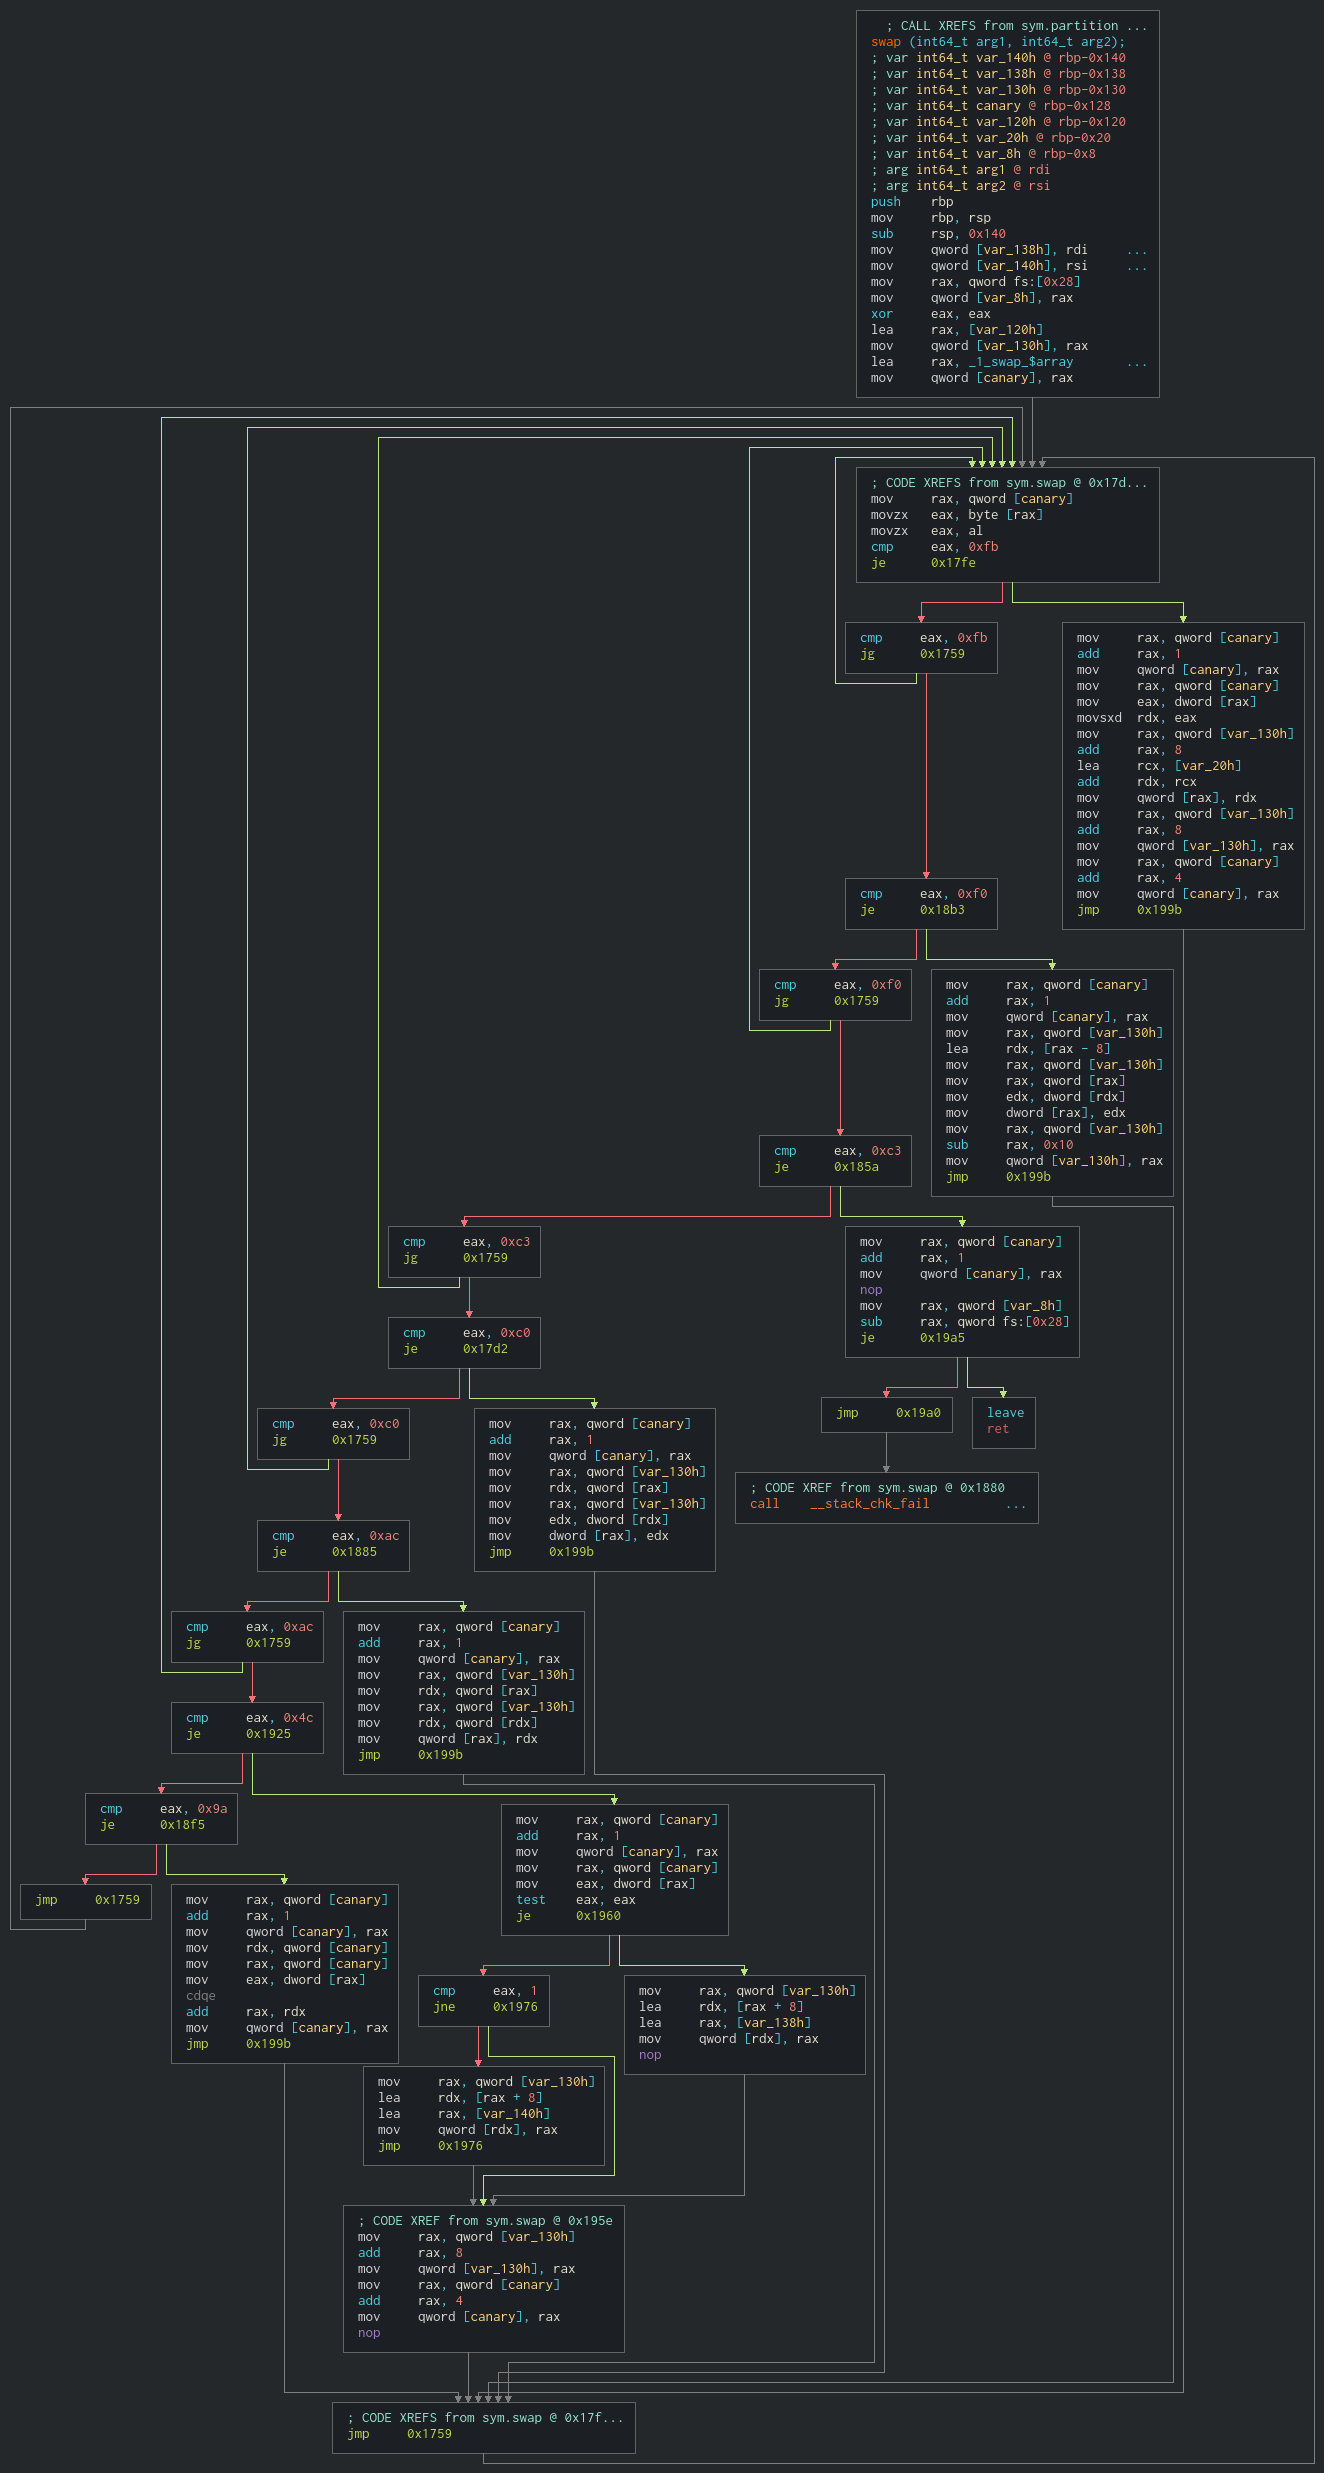 ; CALL XREFS from sym.partition ...
swap (int64_t arg1, int64_t arg2);
; var int64_t var_140h @ rbp-0x140
; var int64_t var_138h @ rbp-0x138
; var int64_t var_130h @ rbp-0x130
; var int64_t canary @ rbp-0x128
; var int64_t var_120h @ rbp-0x120
; var int64_t var_20h @ rbp-0x20
; var int64_t var_8h @ rbp-0x8
; arg int64_t arg1 @ rdi
; arg int64_t arg2 @ rsi
push rbp
mov rbp, rsp
sub rsp, 0x140
mov qword [var_138h], rdi ...
mov qword [var_140h], rsi ...
mov rax, qword fs:[0x28]
mov qword [var_8h], rax
xor eax, eax
lea rax, [var_120h]
mov qword [var_130h], rax
lea rax, _1_swap_$array ...
mov qword [canary], rax
; CODE XREFS from sym.swap @ 0x17d...
mov rax, qword [canary]
movzx eax, byte [rax]
movzx eax, al
cmp eax, 0xfb
je 0x17fe
cmp eax, 0xfb
jg 0x1759
mov rax, qword [canary]
add rax, 1
mov qword [canary], rax
mov rax, qword [canary]
mov eax, dword [rax]
movsxd rdx, eax
mov rax, qword [var_130h]
add rax, 8
lea rcx, [var_20h]
add rdx, rcx
mov qword [rax], rdx
mov rax, qword [var_130h]
add rax, 8
mov qword [var_130h], rax
mov rax, qword [canary]
add rax, 4
mov qword [canary], rax
jmp 0x199b
cmp eax, 0xf0
je 0x18b3
cmp eax, 0xf0
jg 0x1759
mov rax, qword [canary]
add rax, 1
mov qword [canary], rax
mov rax, qword [var_130h]
lea rdx, [rax - 8]
mov rax, qword [var_130h]
mov rax, qword [rax]
mov edx, dword [rdx]
mov dword [rax], edx
mov rax, qword [var_130h]
sub rax, 0x10
mov qword [var_130h], rax
jmp 0x199b
cmp eax, 0xc3
je 0x185a
cmp eax, 0xc3
jg 0x1759
mov rax, qword [canary]
add rax, 1
mov qword [canary], rax
nop
mov rax, qword [var_8h]
sub rax, qword fs:[0x28]
je 0x19a5
cmp eax, 0xc0
je 0x17d2
jmp 0x19a0
leave
ret
cmp eax, 0xc0
jg 0x1759
mov rax, qword [canary]
add rax, 1
mov qword [canary], rax
mov rax, qword [var_130h]
mov rdx, qword [rax]
mov rax, qword [var_130h]
mov edx, dword [rdx]
mov dword [rax], edx
jmp 0x199b
; CODE XREF from sym.swap @ 0x1880
call __stack_chk_fail ...
cmp eax, 0xac
je 0x1885
cmp eax, 0xac
jg 0x1759
mov rax, qword [canary]
add rax, 1
mov qword [canary], rax
mov rax, qword [var_130h]
mov rdx, qword [rax]
mov rax, qword [var_130h]
mov rdx, qword [rdx]
mov qword [rax], rdx
jmp 0x199b
cmp eax, 0x4c
je 0x1925
cmp eax, 0x9a
je 0x18f5
mov rax, qword [canary]
add rax, 1
mov qword [canary], rax
mov rax, qword [canary]
mov eax, dword [rax]
test eax, eax
je 0x1960
jmp 0x1759
mov rax, qword [canary]
add rax, 1
mov qword [canary], rax
mov rdx, qword [canary]
mov rax, qword [canary]
mov eax, dword [rax]
cdqe
add rax, rdx
mov qword [canary], rax
jmp 0x199b
cmp eax, 1
jne 0x1976
mov rax, qword [var_130h]
lea rdx, [rax + 8]
lea rax, [var_138h]
mov qword [rdx], rax
nop
mov rax, qword [var_130h]
lea rdx, [rax + 8]
lea rax, [var_140h]
mov qword [rdx], rax
jmp 0x1976
; CODE XREF from sym.swap @ 0x195e
mov rax, qword [var_130h]
add rax, 8
mov qword [var_130h], rax
mov rax, qword [canary]
add rax, 4
mov qword [canary], rax
nop
; CODE XREFS from sym.swap @ 0x17f...
jmp 0x1759